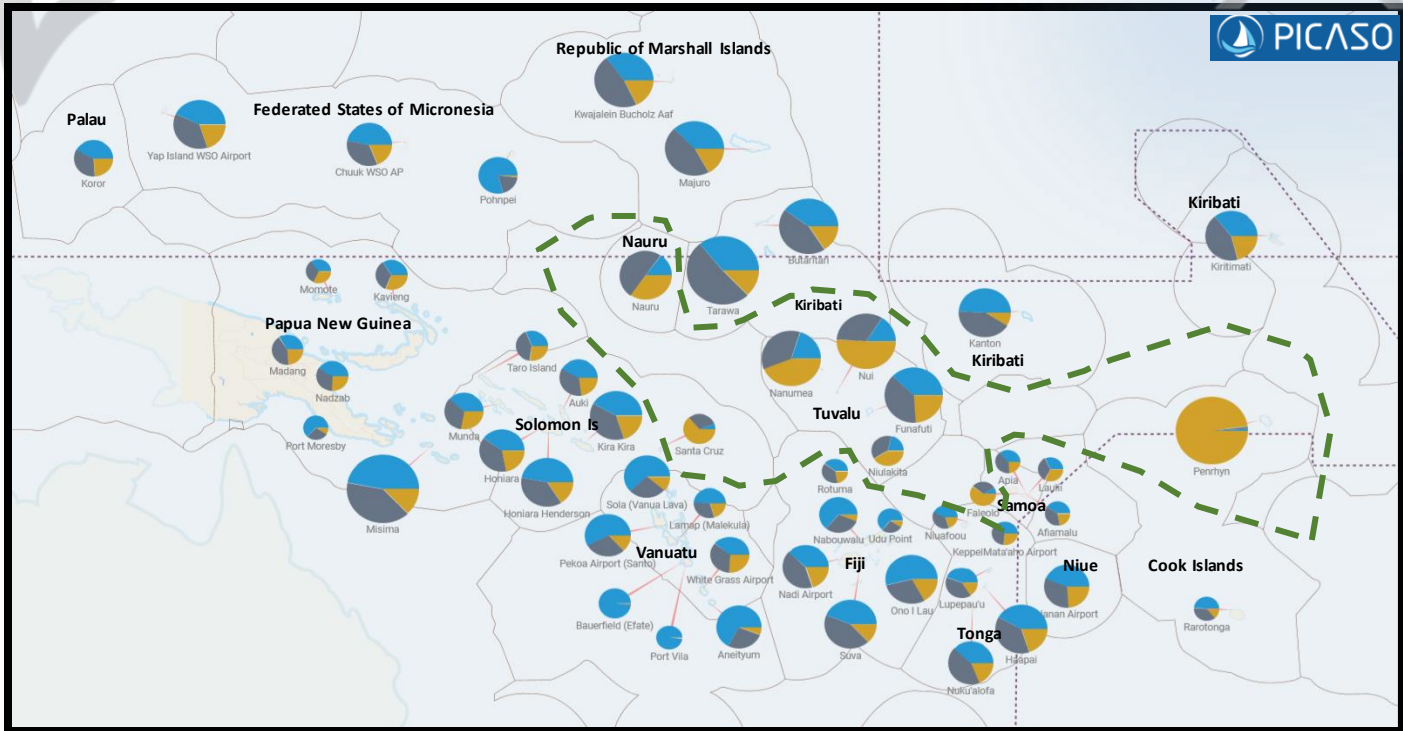 PICASO
Republic of Marshall Islands
Kwajalein Bucholz Aaf
Federated States of Micronesia
Palau
Yap Island WSO Airport
Chuuk WSO AP
Koror
Majuro
Pohnpei
Kiribati
Kiritimati
Nauru
Nauru
Butaritari
Tarawa
Momote
Kavieng
Kiribati
Kanton
Kiribati
Papua New Guinea
Madang
Nadzab
Taro Island
Nanumea
Nui
Auki
Tuvalu
Funafuti
Port Moresby
Munda
Solomon Is
Kira Kira
Santa Cruz
Honiara
Niulakita
Penrhyn
Misima
Honiara Henderson
Sola (Vanua Lava)
Rotuma
Apia
Laulii
Faleolo
Samoa
Lamap (Malekula)
Nabouwalu
Udu Point
Niuafoou
Afiamalu
KeppelMata'aho Airport
Pekoa Airport (Santo)
Vanuatu
White Grass Airport
Fiji
Nadi Airport
Ono I Lau
Lupepau'u
Niue
Hanan Airport
Cook Islands
Bauerfield (Efate)
Rarotonga
Port Vila
Aneityum
Suva
Tonga
Haapai
Nuku'alofa